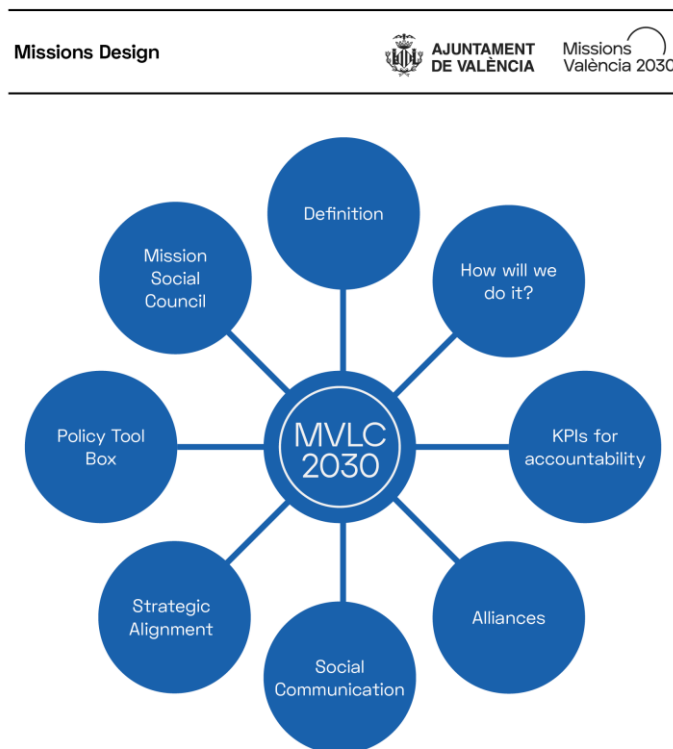 Missions Design
AJUNTAMENT
DE VALÈNCIA
Missions
València 2030
Definition
How will we
do it?
KPIs for
accountability
Alliances
Social
Communication
Strategic
Alignment
Policy Tool
Box
Mission
Social
Council
MVLC
2030